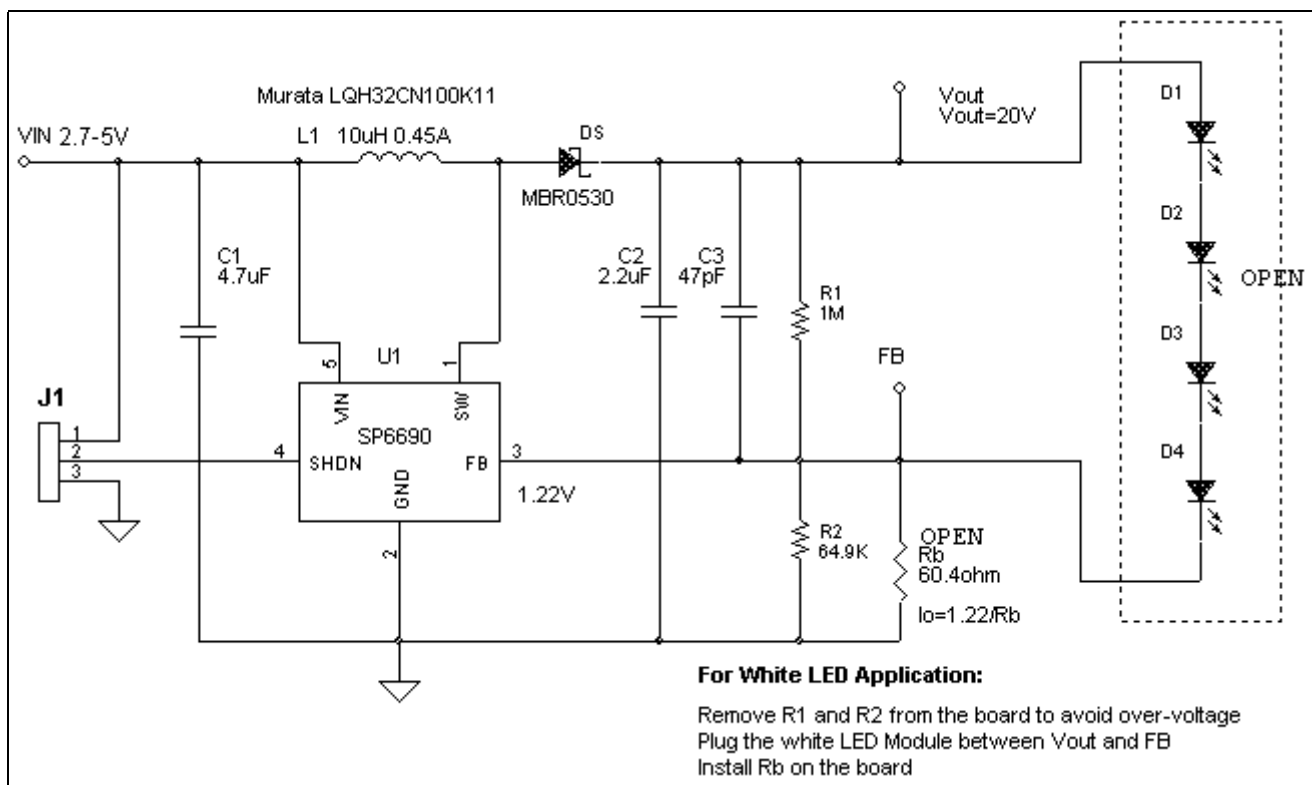 Murata LQH32CN100K11
VIN 2.7-5V
L1 10uH 0.45A
DS
MBR0530
Vout
Vout=20V
D1
D2
OPEN
D3
D4
C1
4.7uF
C2
2.2uF
C3
47pF
R1
1M
FB
U1
5
1
VIN
SW
SP6690
J1
1
2
3
4
SHDN
FB
3
GND
1.22V
2
R2
64.9K
OPEN
Rb
60.4ohm
Io=1.22/Rb
For White LED Application:
Remove R1 and R2 from the board to avoid over-voltage
Plug the white LED Module between Vout and FB
Install Rb on the board